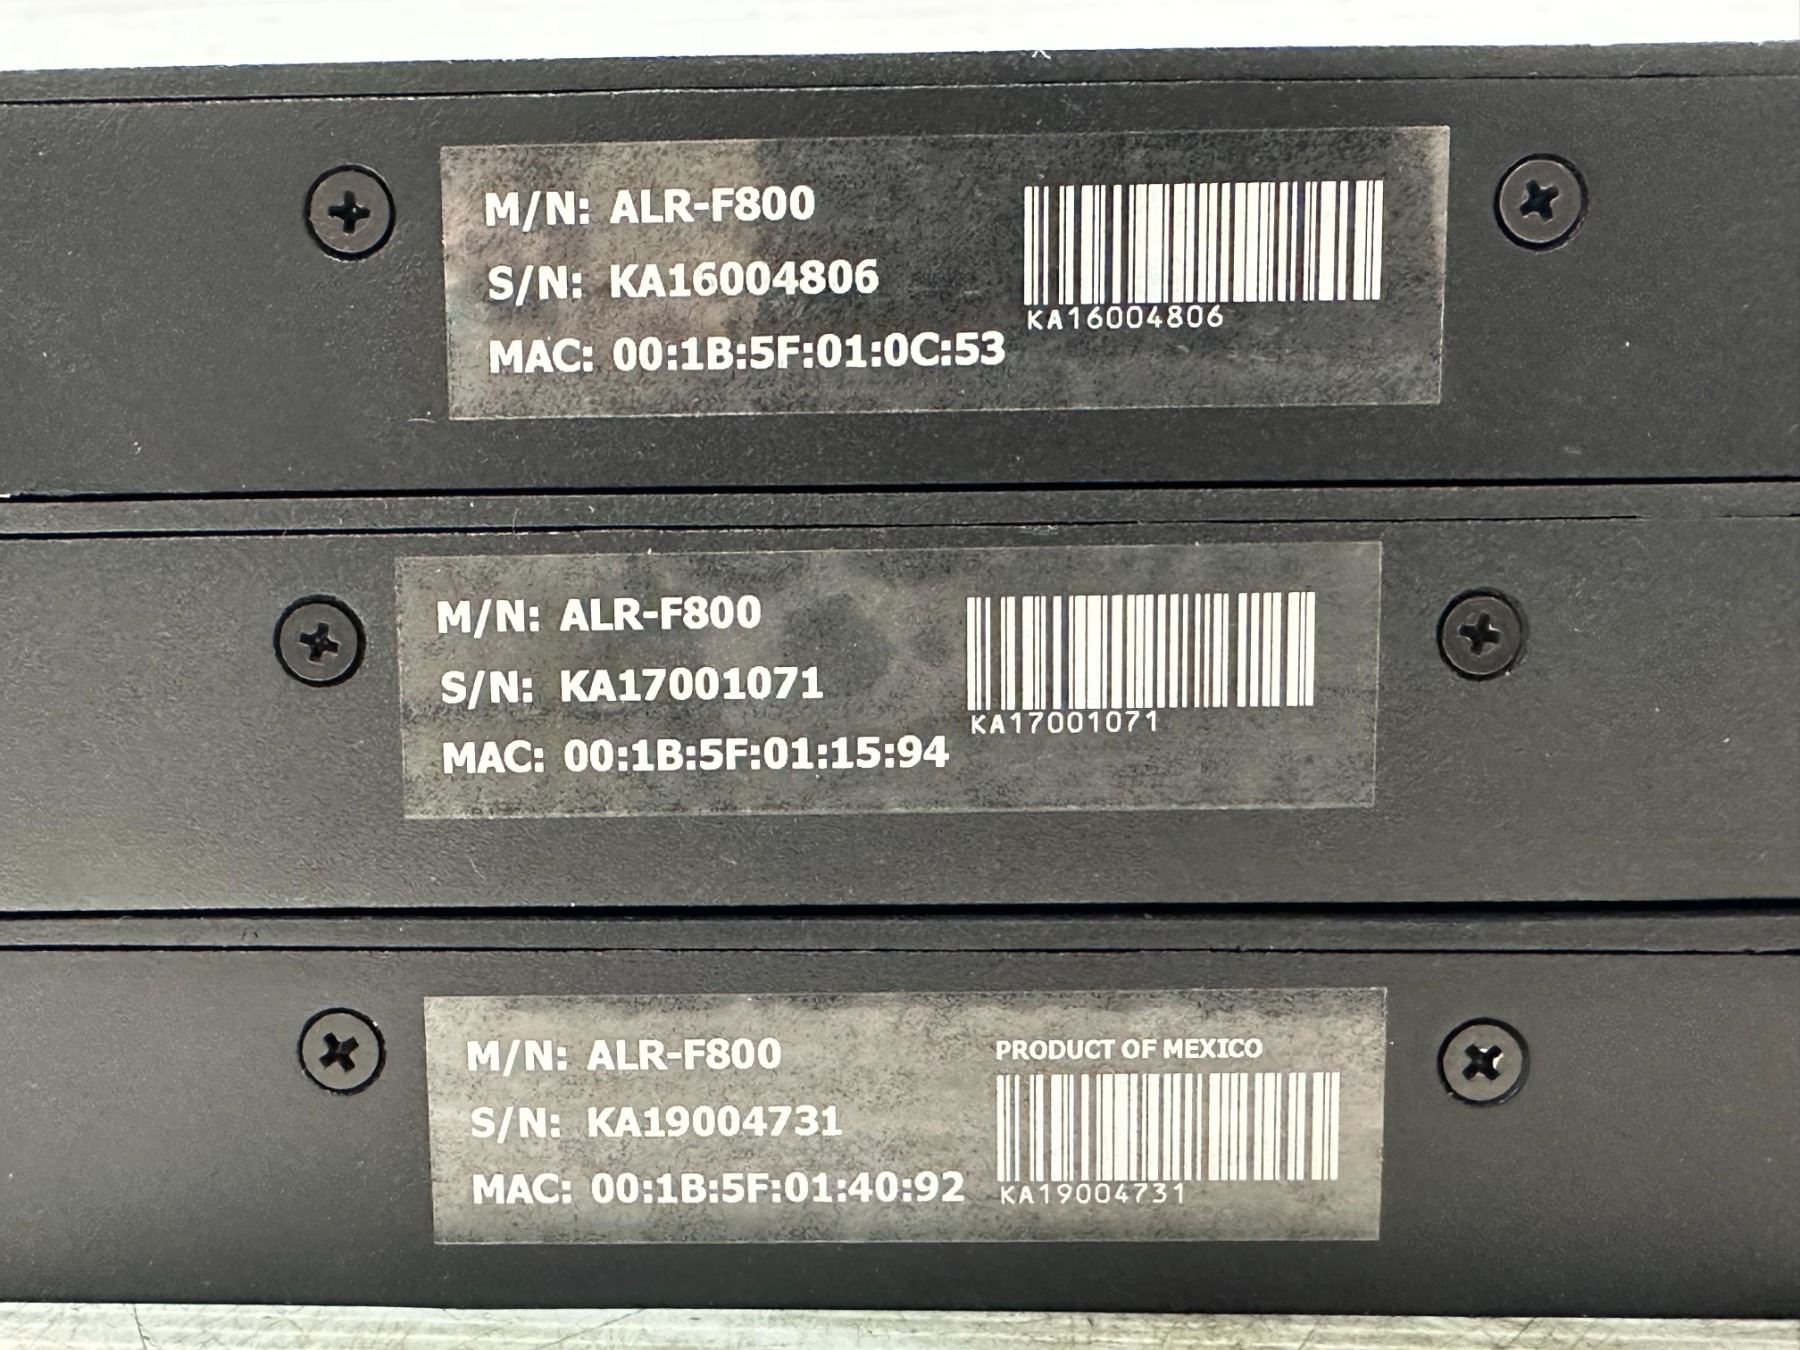 M/N: ALR-F800
S/N: KA16004806
MAC: 00:1B:5F:01:0C:53
KA16004806
M/N: ALR-F800
S/N: KA17001071
MAC: 00:1B:5F:01:15:94
KA17001071
M/N: ALR-F800
S/N: KA19004731
MAC: 00:1B:5F:01:40:92
PRODUCT OF MEXICO
KA19004731